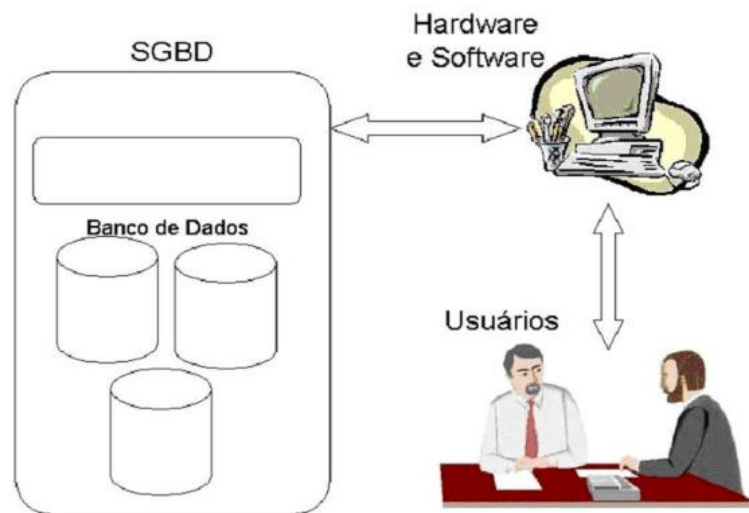 SGBD
Hardware
e Software
Banco de Dados
Usuários